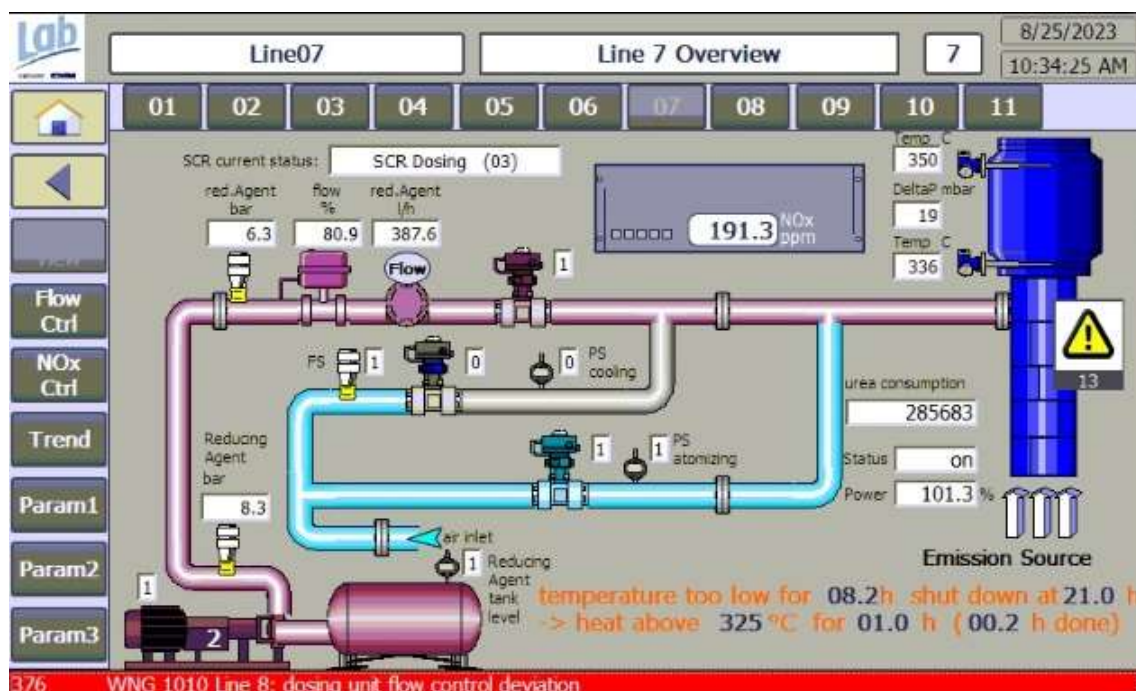 Lab
Line07
Line 7 Overview
7
8/25/2023
10:34:25 AM
01 02 03 04 05 06 07 08 09 10 11
SCR current status: SCR Dosing (03)
red.Agent bar 6.3
flow % 80.9
red.Agent l/h 387.6
191.3 NOx ppm
Temp_C
350
DeltaP mbar
19
Temp_C
336
Flow
1
Flow Ctrl
NOx Ctrl
Trend
Param1
Param2
Param3
FS 1
0
0 PS cooling
13
urea consumption
285683
1
1 PS atomizing
Status on
Power 101.3 %
Reducing Agent bar
8.3
air inlet
Emission Source
1 Reducing Agent tank level
1
2
temperature too low for 08.2h shut down at 21.0 h
-> heat above 325 °C for 01.0 h ( 00.2 h done)
376 WNG 1010 Line 8: dosing unit flow control deviation